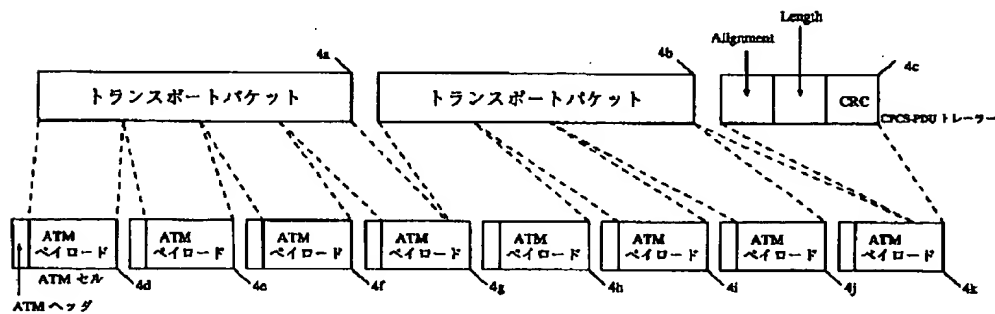 Length
Alignment
4a
4b
4c
トランスポートパケット
トランスポートパケット
CRC
CPCS-PDU トレーラー
ATM
ペイロード
ATM
ペイロード
ATM
ペイロード
ATM
ペイロード
ATM
ペイロード
ATM
ペイロード
ATM
ペイロード
ATM
ペイロード
ATM セル
4d
4e
4f
4g
4h
4i
4j
4k
ATM ヘッダ